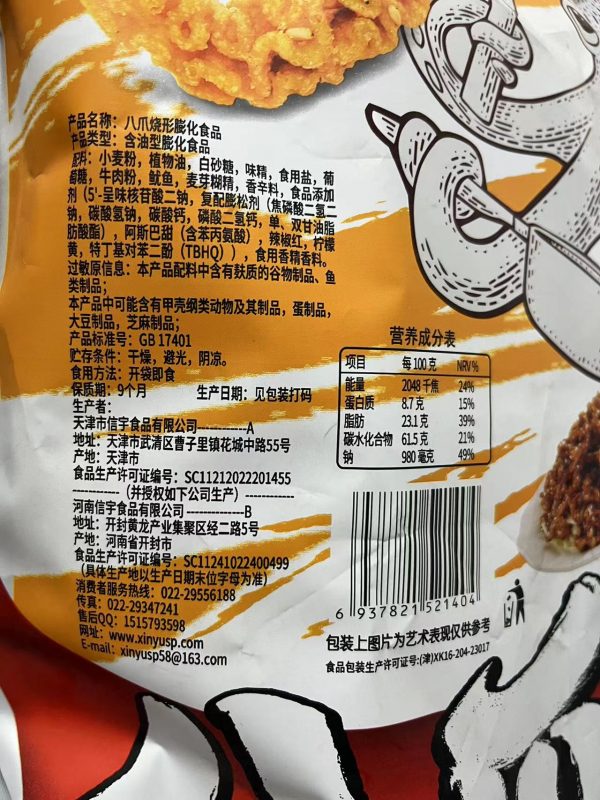 产品名称：八爪烧形膨化食品
产品类型：含油型膨化食品
配料：小麦粉，植物油，白砂糖，味精，食用盐，葡
萄糖，牛肉粉，鱿鱼，麦芽糊精，香辛料，食品添加
剂（5'-呈味核苷酸二钠，复配膨松剂（焦磷酸二氢二
钠，碳酸氢钠，碳酸钙，磷酸二氢钙，单、双甘油脂
肪酸酯），阿斯巴甜（含苯丙氨酸），辣椒红，柠檬
黄，特丁基对苯二酚（TBHQ）），食用香精香料。
过敏原信息：本产品配料中含有麸质的谷物制品、鱼
类制品；
本产品中可能含有甲壳纲类动物及其制品，蛋制品，
大豆制品，芝麻制品；
产品标准号：GB 17401
贮存条件：干燥，避光，阴凉。
食用方法：开袋即食
保质期：9个月 生产日期：见包装打码
生产者：
天津市信宇食品有限公司-----------A
地址：天津市武清区曹子里镇花城中路55号
产地：天津市
食品生产许可证编号：SC11212022201455
------------（并授权如下公司生产）------------
河南信宇食品有限公司--------------B
地址：开封黄龙产业集聚区经二路5号
产地：河南省开封市
食品生产许可证编号：SC11241022400499
（具体生产地以生产日期末位字母为准）
消费者服务热线：022-29556188
传真：022-29347241
售后QQ：1515793598
网址：www.xinyusp.com
E-mail：xinyusp58@163.com
营养成分表
项目 每100克 NRV%
能量 2048千焦 24%
蛋白质 8.7克 15%
脂肪 23.1克 39%
碳水化合物 61.5克 21%
钠 980毫克 49%
6 937821 521404
包装上图片为艺术表现仅供参考
食品包装生产许可证号:(津)XK16-204-23017